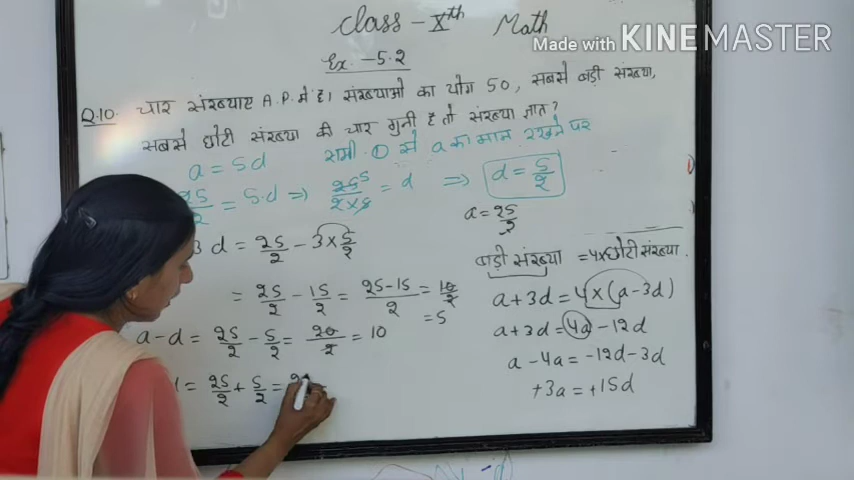 Class - Xth Math
Made with KINEMASTER
Ex. - 5.2
Q.10. चार संख्याए A.P. में है। संख्याओ का योग 50, सबसे बड़ी संख्या,
सबसे छोटी संख्या की चार गुनी है तो संख्या ज्ञात?
a = 5d समी. ① से a का मान रखने पर
25/2 = 5.d ⇒ 25/2×5 = d ⇒ d = 5/2
a = 25/2
3d = 25/2 - 3×5/2
= 25/2 - 15/2 = 25-15/2 = 10/2
= 5
a-d = 25/2 - 5/2 = 20/2 = 10
= 25/2 + 5/2 =
बाड़ी संख्या = 4×छोटी संख्या.
a+3d = 4×(a-3d)
a+3d = 4a - 12d
a - 4a = -12d - 3d
+3a = +15d